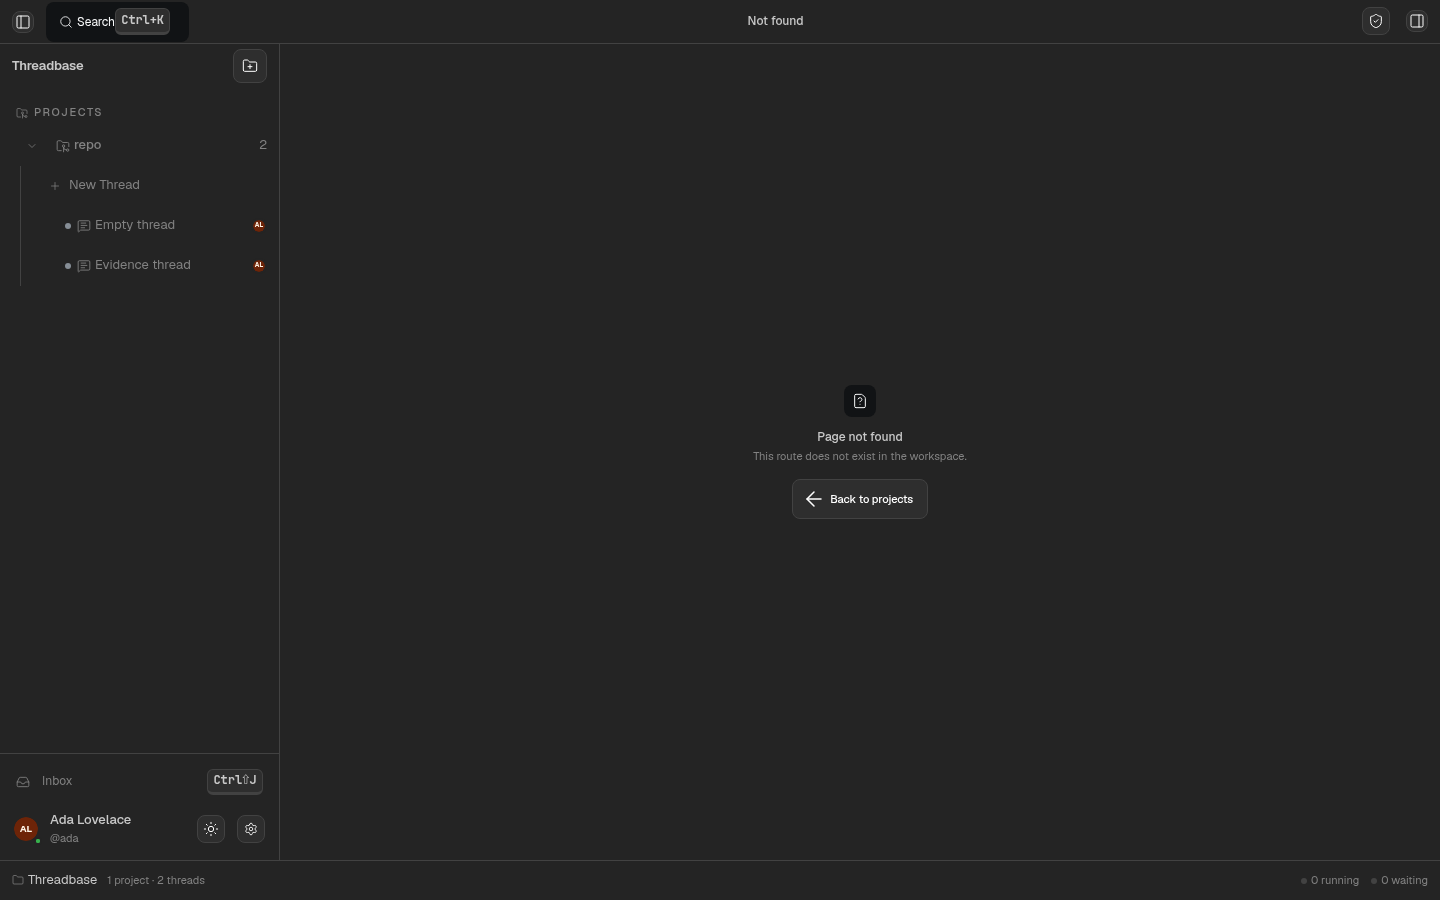 Search Ctrl+K
Not found
Threadbase
PROJECTS
repo 2
New Thread
Empty thread AL
Evidence thread AL
Page not found
This route does not exist in the workspace.
Back to projects
Inbox Ctrl⇧J
AL Ada Lovelace
@ada
Threadbase 1 project · 2 threads
0 running 0 waiting